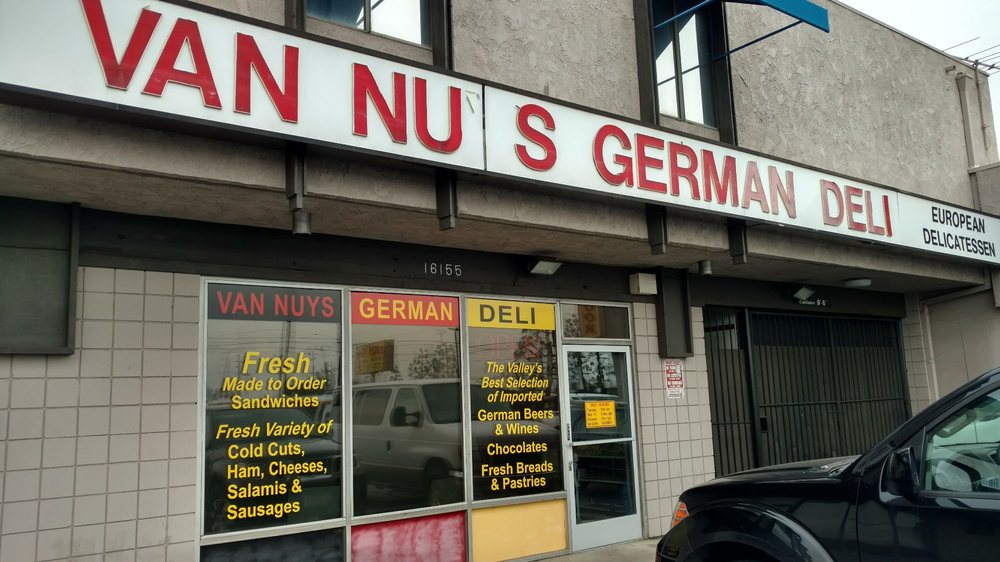 VAN NU S GERMAN DELI
EUROPEAN
DELICATESSEN
16155
VAN NUYS GERMAN DELI
Fresh
Made to Order
Sandwiches
Fresh Variety of
Cold Cuts,
Ham, Cheeses,
Salamis &
Sausages
The Valley's
Best Selection
of Imported
German Beers
& Wines
Chocolates
Fresh Breads
& Pastries